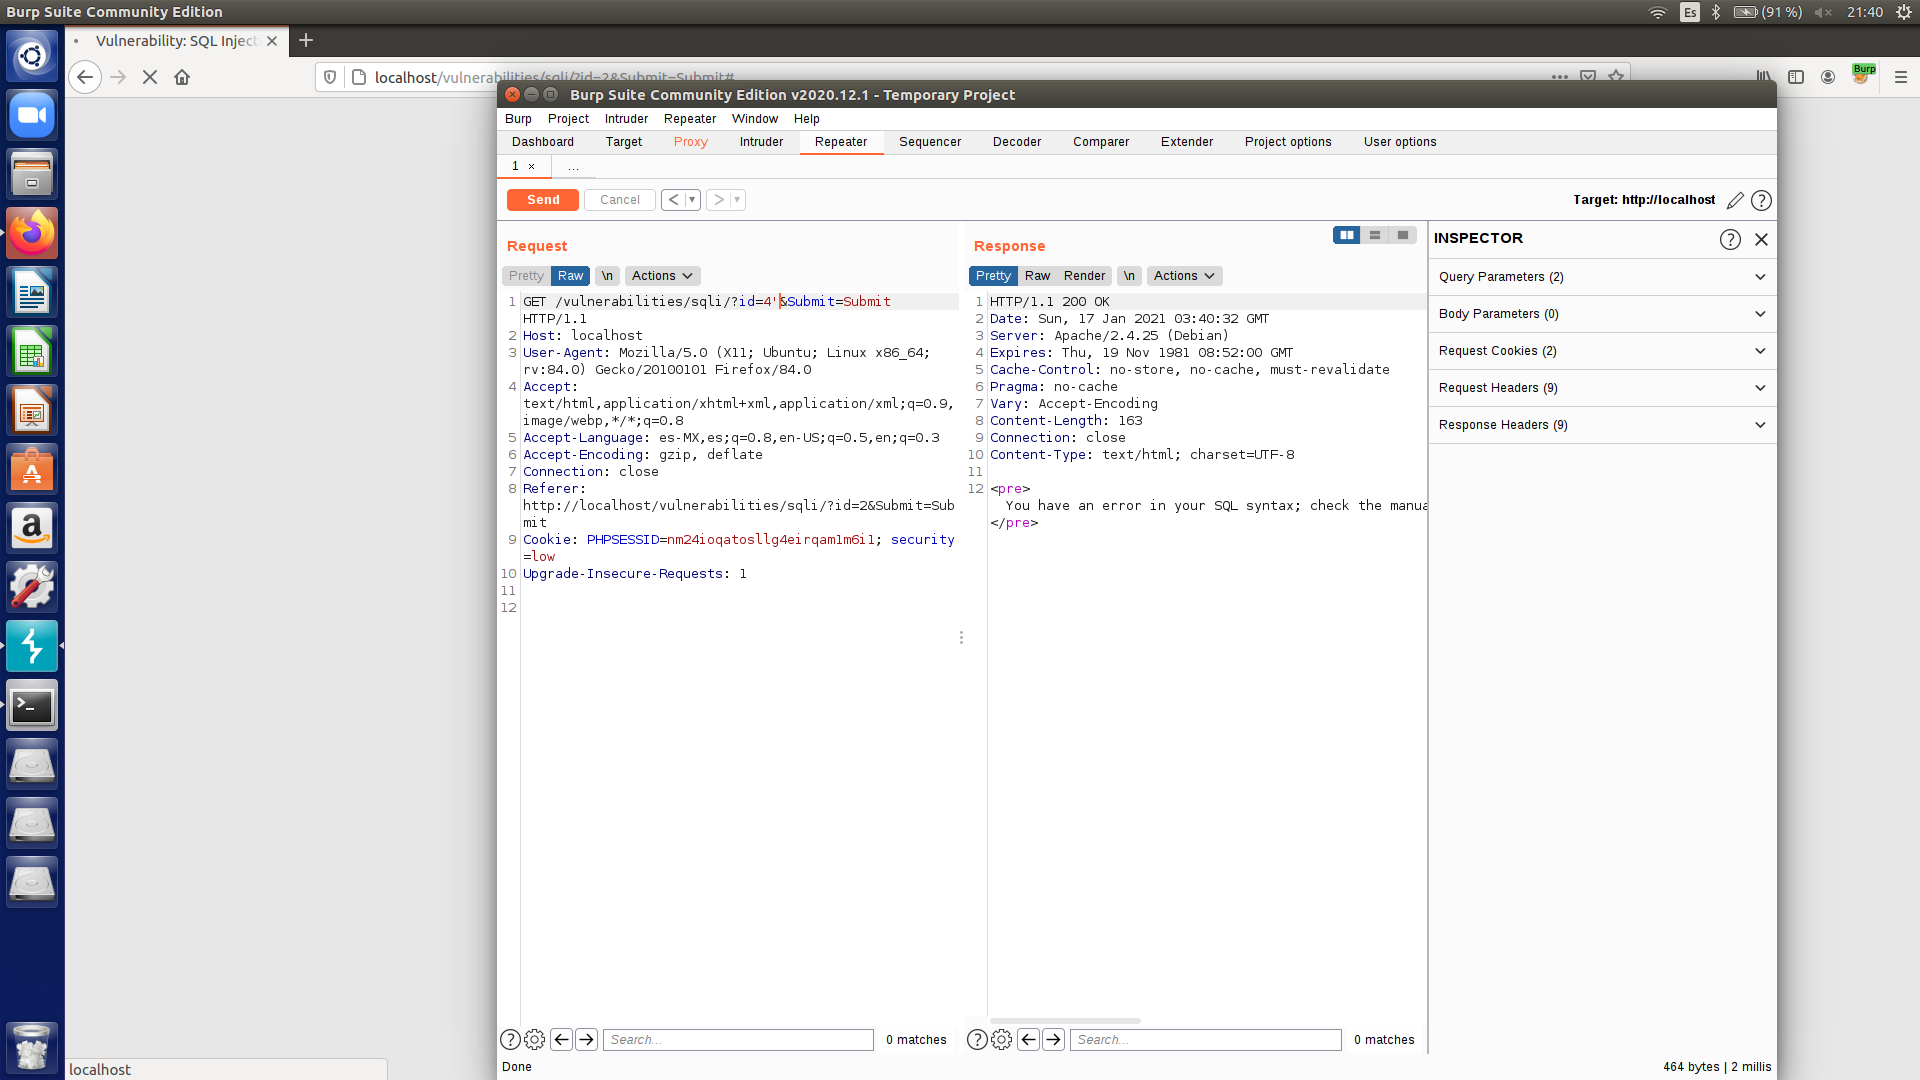 Burp Suite Community Edition
Es
(91 %)
21:40
Vulnerability: SQL Inject
localhost/vulnerabilities/sqli/?id=2&Submit=Submit#
Burp
Burp Suite Community Edition v2020.12.1 - Temporary Project
Burp Project Intruder Repeater Window Help
Dashboard Target Proxy Intruder Repeater Sequencer Decoder Comparer Extender Project options User options
1 × ...
Send Cancel < >
Target: http://localhost
Request
Pretty Raw \n Actions
1 GET /vulnerabilities/sqli/?id=4'&Submit=Submit
HTTP/1.1
2 Host: localhost
3 User-Agent: Mozilla/5.0 (X11; Ubuntu; Linux x86_64;
rv:84.0) Gecko/20100101 Firefox/84.0
4 Accept:
text/html,application/xhtml+xml,application/xml;q=0.9,
image/webp,*/*;q=0.8
5 Accept-Language: es-MX,es;q=0.8,en-US;q=0.5,en;q=0.3
6 Accept-Encoding: gzip, deflate
7 Connection: close
8 Referer:
http://localhost/vulnerabilities/sqli/?id=2&Submit=Sub
mit
9 Cookie: PHPSESSID=nm24ioqatosllg4eirqam1m6i1; security
=low
10 Upgrade-Insecure-Requests: 1
11
12
Search...
0 matches
Response
Pretty Raw Render \n Actions
1 HTTP/1.1 200 OK
2 Date: Sun, 17 Jan 2021 03:40:32 GMT
3 Server: Apache/2.4.25 (Debian)
4 Expires: Thu, 19 Nov 1981 08:52:00 GMT
5 Cache-Control: no-store, no-cache, must-revalidate
6 Pragma: no-cache
7 Vary: Accept-Encoding
8 Content-Length: 163
9 Connection: close
10 Content-Type: text/html; charset=UTF-8
11
12 <pre>
You have an error in your SQL syntax; check the manua
</pre>
Search...
0 matches
INSPECTOR
Query Parameters (2)
Body Parameters (0)
Request Cookies (2)
Request Headers (9)
Response Headers (9)
Done
464 bytes | 2 millis
localhost